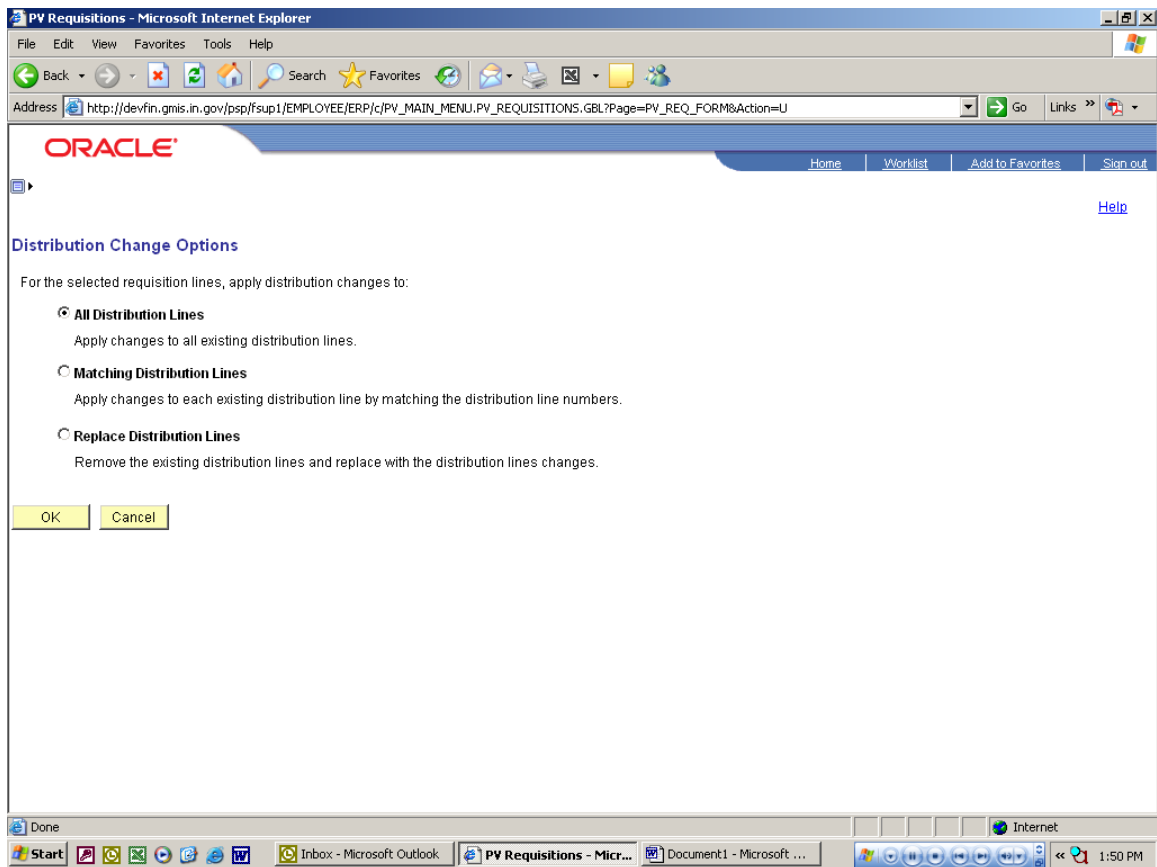 PV Requisitions - Microsoft Internet Explorer
File Edit View Favorites Tools Help
Back Search Favorites
Address http://devfin.gmis.in.gov/psp/fsup1/EMPLOYEE/ERP/c/PV_MAIN_MENU.PV_REQUISITIONS.GBL?Page=PV_REQ_FORM&Action=U Go Links »
ORACLE
Home Worklist Add to Favorites Sign out
Help
Distribution Change Options
For the selected requisition lines, apply distribution changes to:
All Distribution Lines
Apply changes to all existing distribution lines.
Matching Distribution Lines
Apply changes to each existing distribution line by matching the distribution line numbers.
Replace Distribution Lines
Remove the existing distribution lines and replace with the distribution lines changes.
OK Cancel
Done Internet
Start Inbox - Microsoft Outlook PV Requisitions - Micr... Document1 - Microsoft ... « 1:50 PM